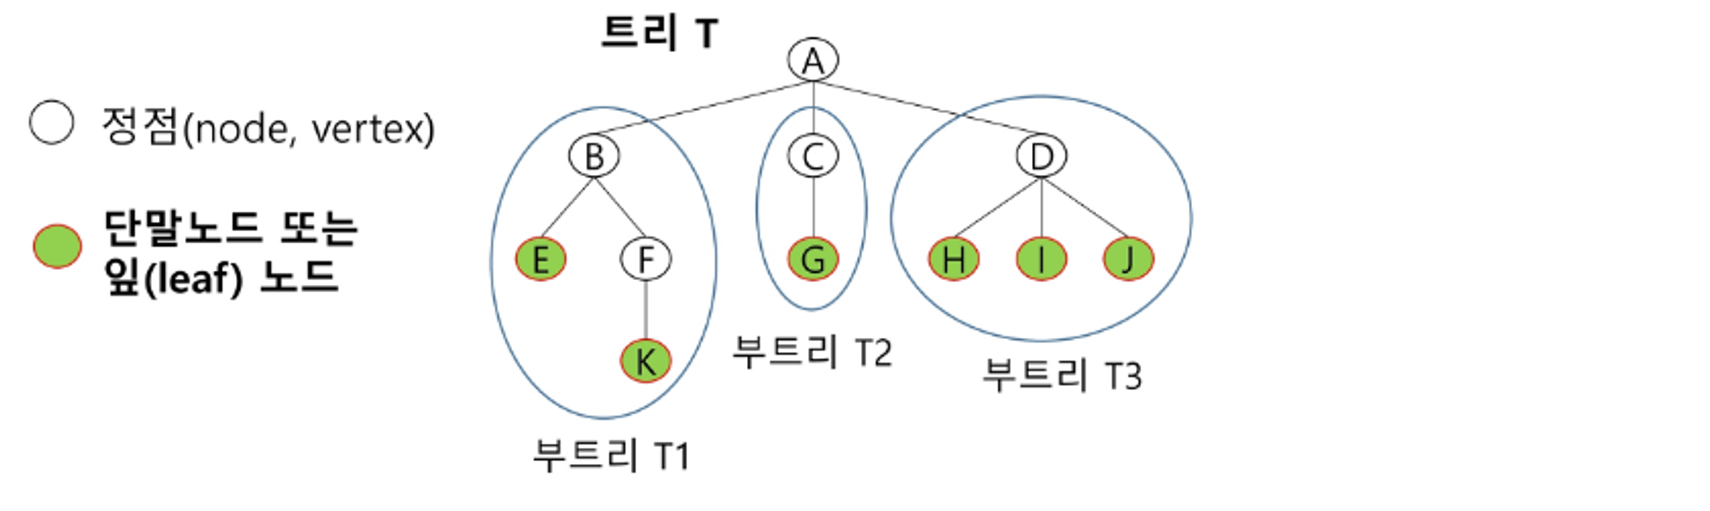 트리 T
정점(node, vertex)
단말노드 또는
잎(leaf) 노드
A
B
C
D
E
F
G
H
I
J
K
부트리 T1
부트리 T2
부트리 T3